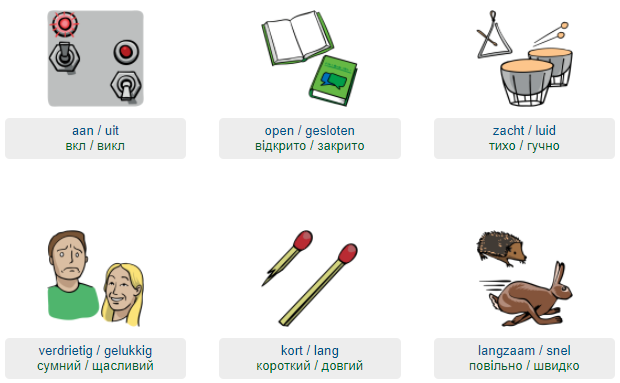 aan / uit
вкл / викл
open / gesloten
відкрито / закрито
zacht / luid
тихо / гучно
verdrietig / gelukkig
сумний / щасливий
kort / lang
короткий / довгий
langzaam / snel
повільно / швидко